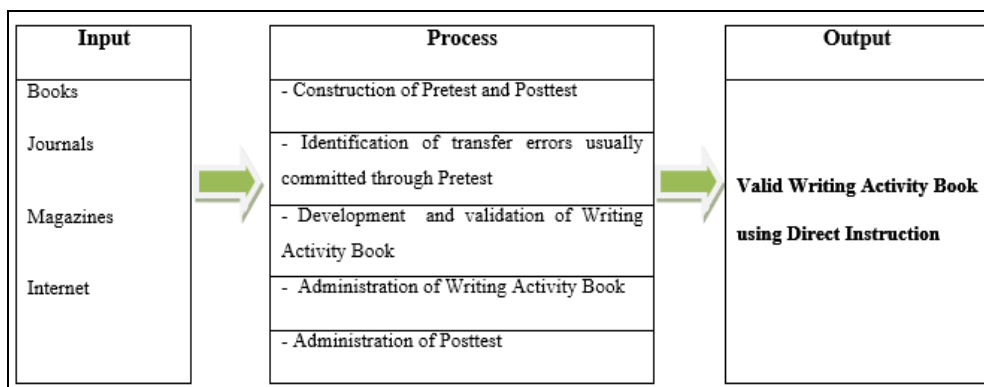 Input
Books
Journals
Magazines
Internet
Process
- Construction of Pretest and Posttest
- Identification of transfer errors usually
committed through Pretest
- Development and validation of Writing
Activity Book
- Administration of Writing Activity Book
- Administration of Posttest
Output
Valid Writing Activity Book
using Direct Instruction